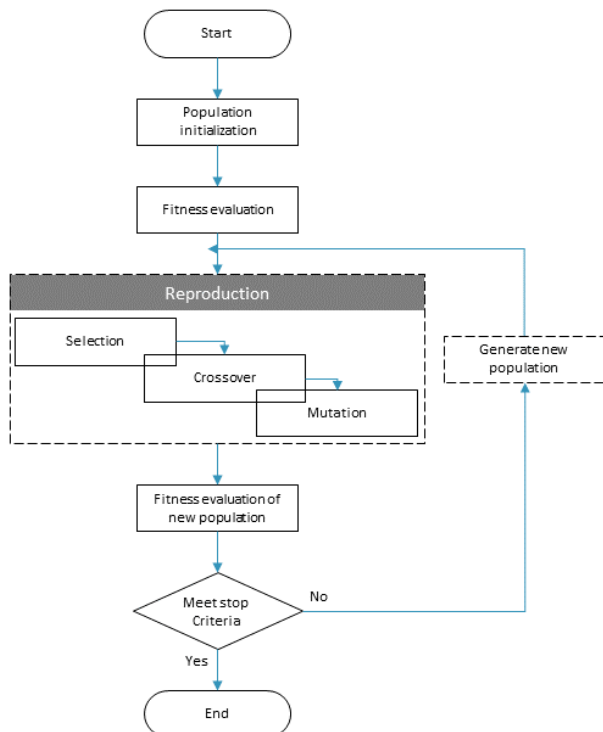 Start
Population
initialization
Fitness evaluation
Reproduction
Selection
Crossover
Mutation
Generate new
population
Fitness evaluation of
new population
Meet stop
Criteria
No
Yes
End